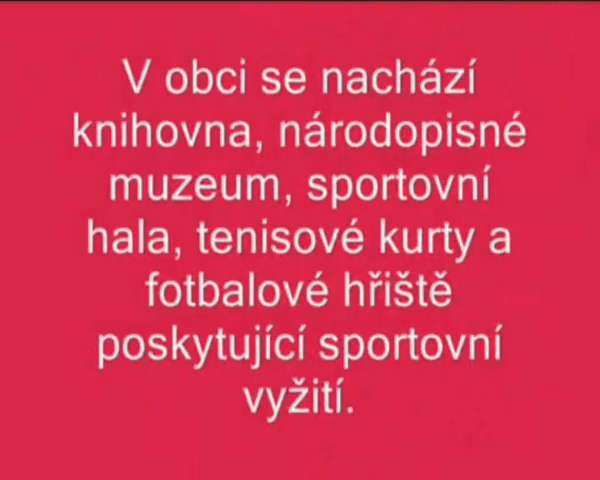 V obci se nachází
knihovna, národopisné
muzeum, sportovní
hala, tenisové kurty a
fotbalové hřiště
poskytující sportovní
vyžití.